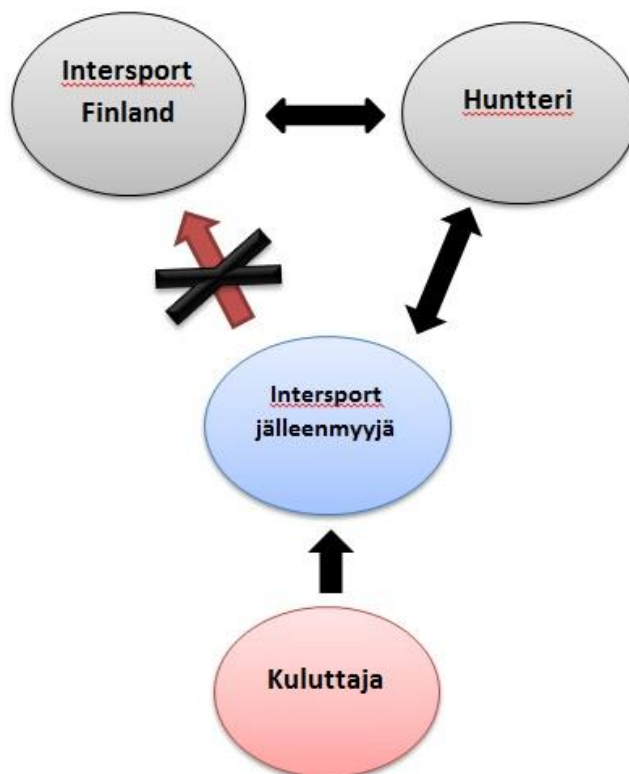 Intersport
Finland
Huntteri
Intersport
jälleenmyyjä
Kuluttaja